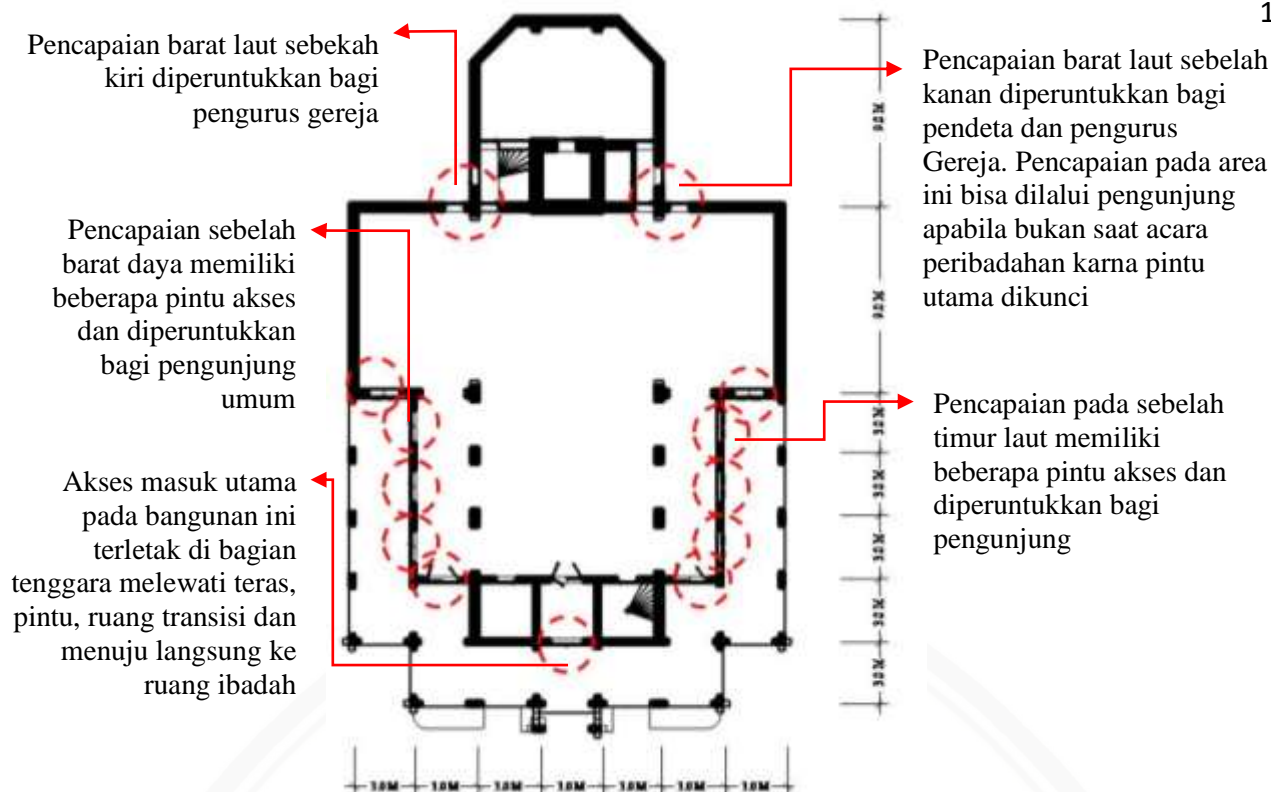 1
Pencapaian barat laut sebekah
kiri diperuntukkan bagi
pengurus gereja
Pencapaian barat laut sebelah
kanan diperuntukkan bagi
pendeta dan pengurus
Gereja. Pencapaian pada area
ini bisa dilalui pengunjung
apabila bukan saat acara
peribadahan karna pintu
utama dikunci
Pencapaian sebelah
barat daya memiliki
beberapa pintu akses
dan diperuntukkan
bagi pengunjung
umum
Pencapaian pada sebelah
timur laut memiliki
beberapa pintu akses dan
diperuntukkan bagi
pengunjung
Akses masuk utama
pada bangunan ini
terletak di bagian
tenggara melewati teras,
pintu, ruang transisi dan
menuju langsung ke
ruang ibadah